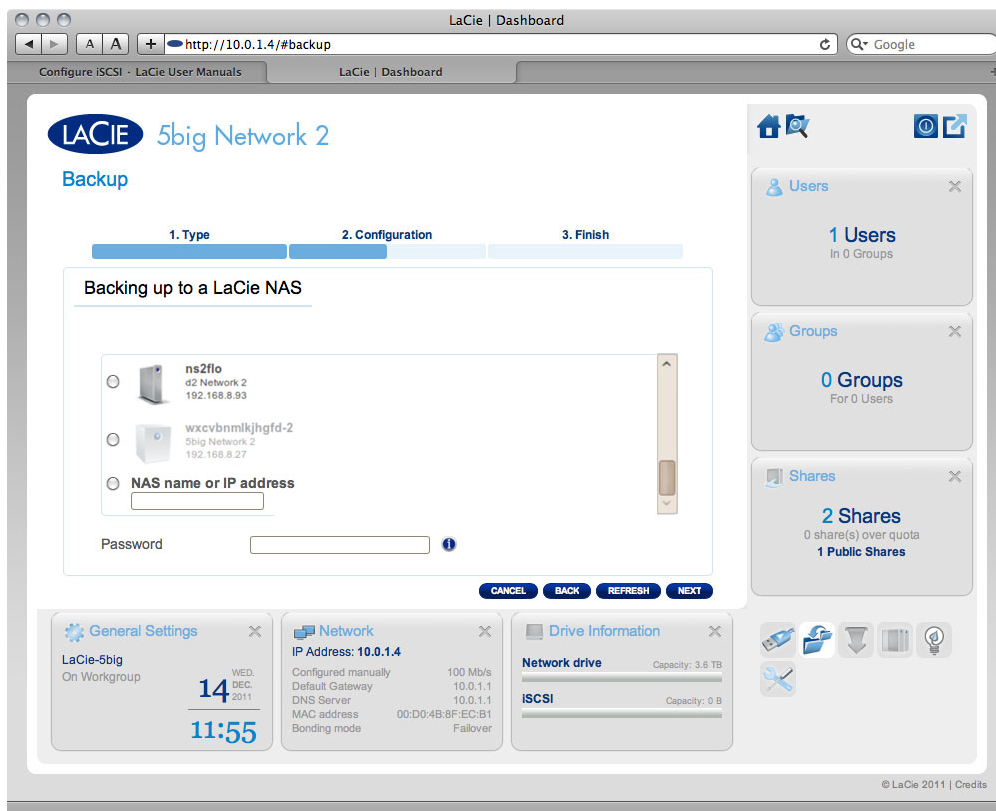 LaCie | Dashboard
A A + http://10.0.1.4/#backup Google
Configure iSCSI - LaCie User Manuals LaCie | Dashboard +
LACIE 5big Network 2
Backup
1. Type 2. Configuration 3. Finish
Backing up to a LaCie NAS
ns2flo
d2 Network 2
192.168.8.93
wxcvbnmlkjhgfd-2
5big Network 2
192.168.8.27
NAS name or IP address
Password i
CANCEL BACK REFRESH NEXT
Users
1 Users
In 0 Groups
Groups
0 Groups
For 0 Users
Shares
2 Shares
0 share(s) over quota
1 Public Shares
General Settings
LaCie-5big
On Workgroup
14 WED.
DEC.
2011
11:55
Network
IP Address: 10.0.1.4
Configured manually 100 Mb/s
Default Gateway 10.0.1.1
DNS Server 10.0.1.1
MAC address 00:D0:4B:8F:EC:B1
Bonding mode Failover
Drive Information
Network drive Capacity: 3.6 TB
iSCSI Capacity: 0 B
© LaCie 2011 | Credits